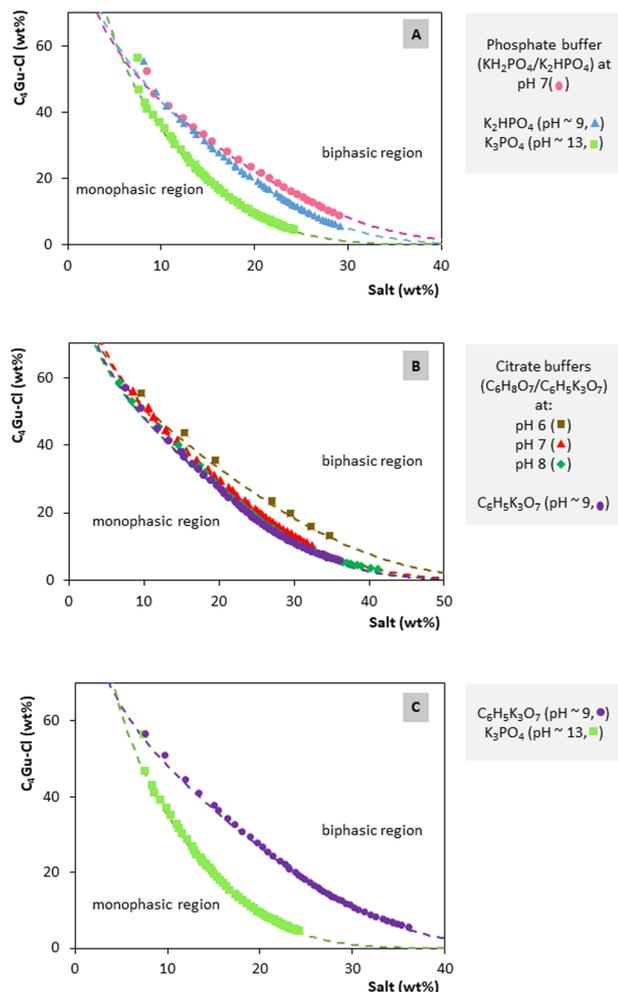 A
C₄Gu-Cl (wt%)
60
40
20
0
0
10
20
30
40
Salt (wt%)
biphasic region
monophasic region
Phosphate buffer
(KH2PO4/K2HPO4) at
pH 7(●)
K2HPO4 (pH ~ 9,▲)
K3PO4 (pH ~ 13,■)
B
C₄Gu-Cl (wt%)
60
40
20
0
0
10
20
30
40
50
Salt (wt%)
biphasic region
monophasic region
Citrate buffers
(C₆H₈O₇/C₆H₅K₃O₇)
at:
pH 6 (■)
pH 7 (▲)
pH 8 (◆)
C₆H₅K₃O₇ (pH ~ 9,●)
C
C₄Gu-Cl (wt%)
60
40
20
0
0
10
20
30
40
Salt (wt%)
biphasic region
monophasic region
C₆H₅K₃O₇ (pH ~ 9,●)
K₃PO₄ (pH ~ 13,■)